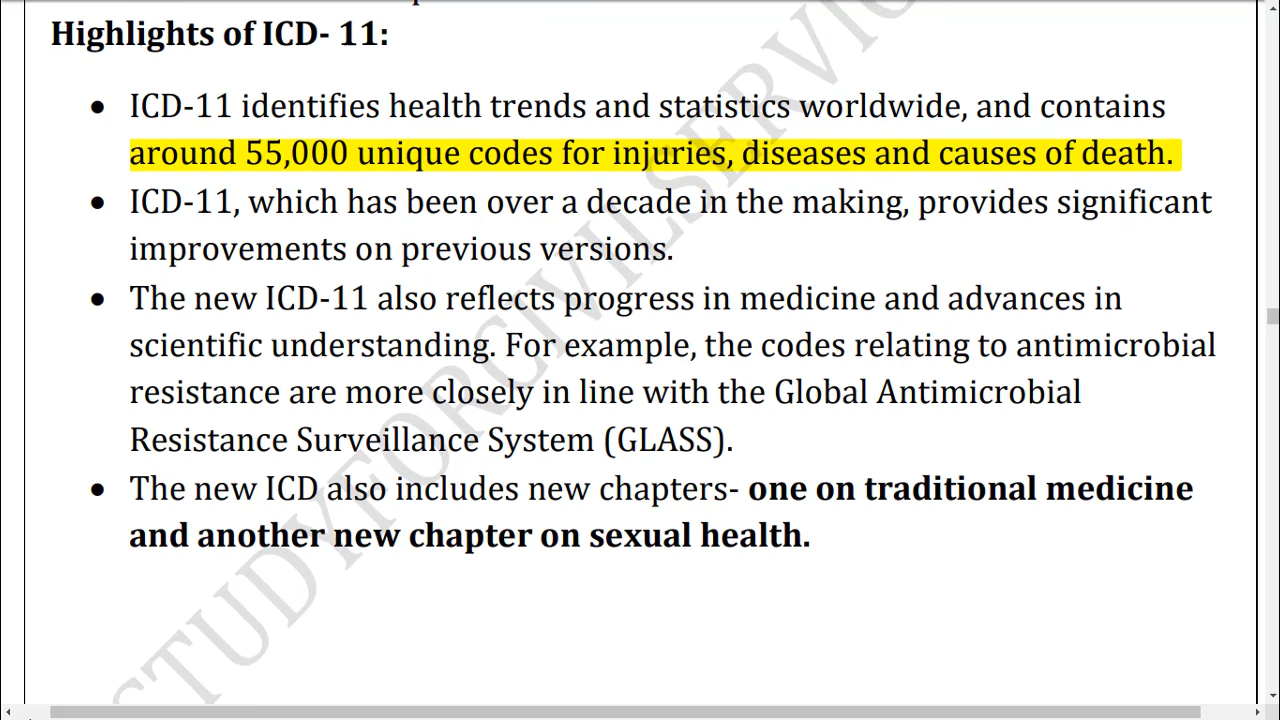 Highlights of ICD- 11:
• ICD-11 identifies health trends and statistics worldwide, and contains
around 55,000 unique codes for injuries, diseases and causes of death.
• ICD-11, which has been over a decade in the making, provides significant
improvements on previous versions.
• The new ICD-11 also reflects progress in medicine and advances in
scientific understanding. For example, the codes relating to antimicrobial
resistance are more closely in line with the Global Antimicrobial
Resistance Surveillance System (GLASS).
• The new ICD also includes new chapters- one on traditional medicine
and another new chapter on sexual health.
STUDYFORCIVILSERVIC